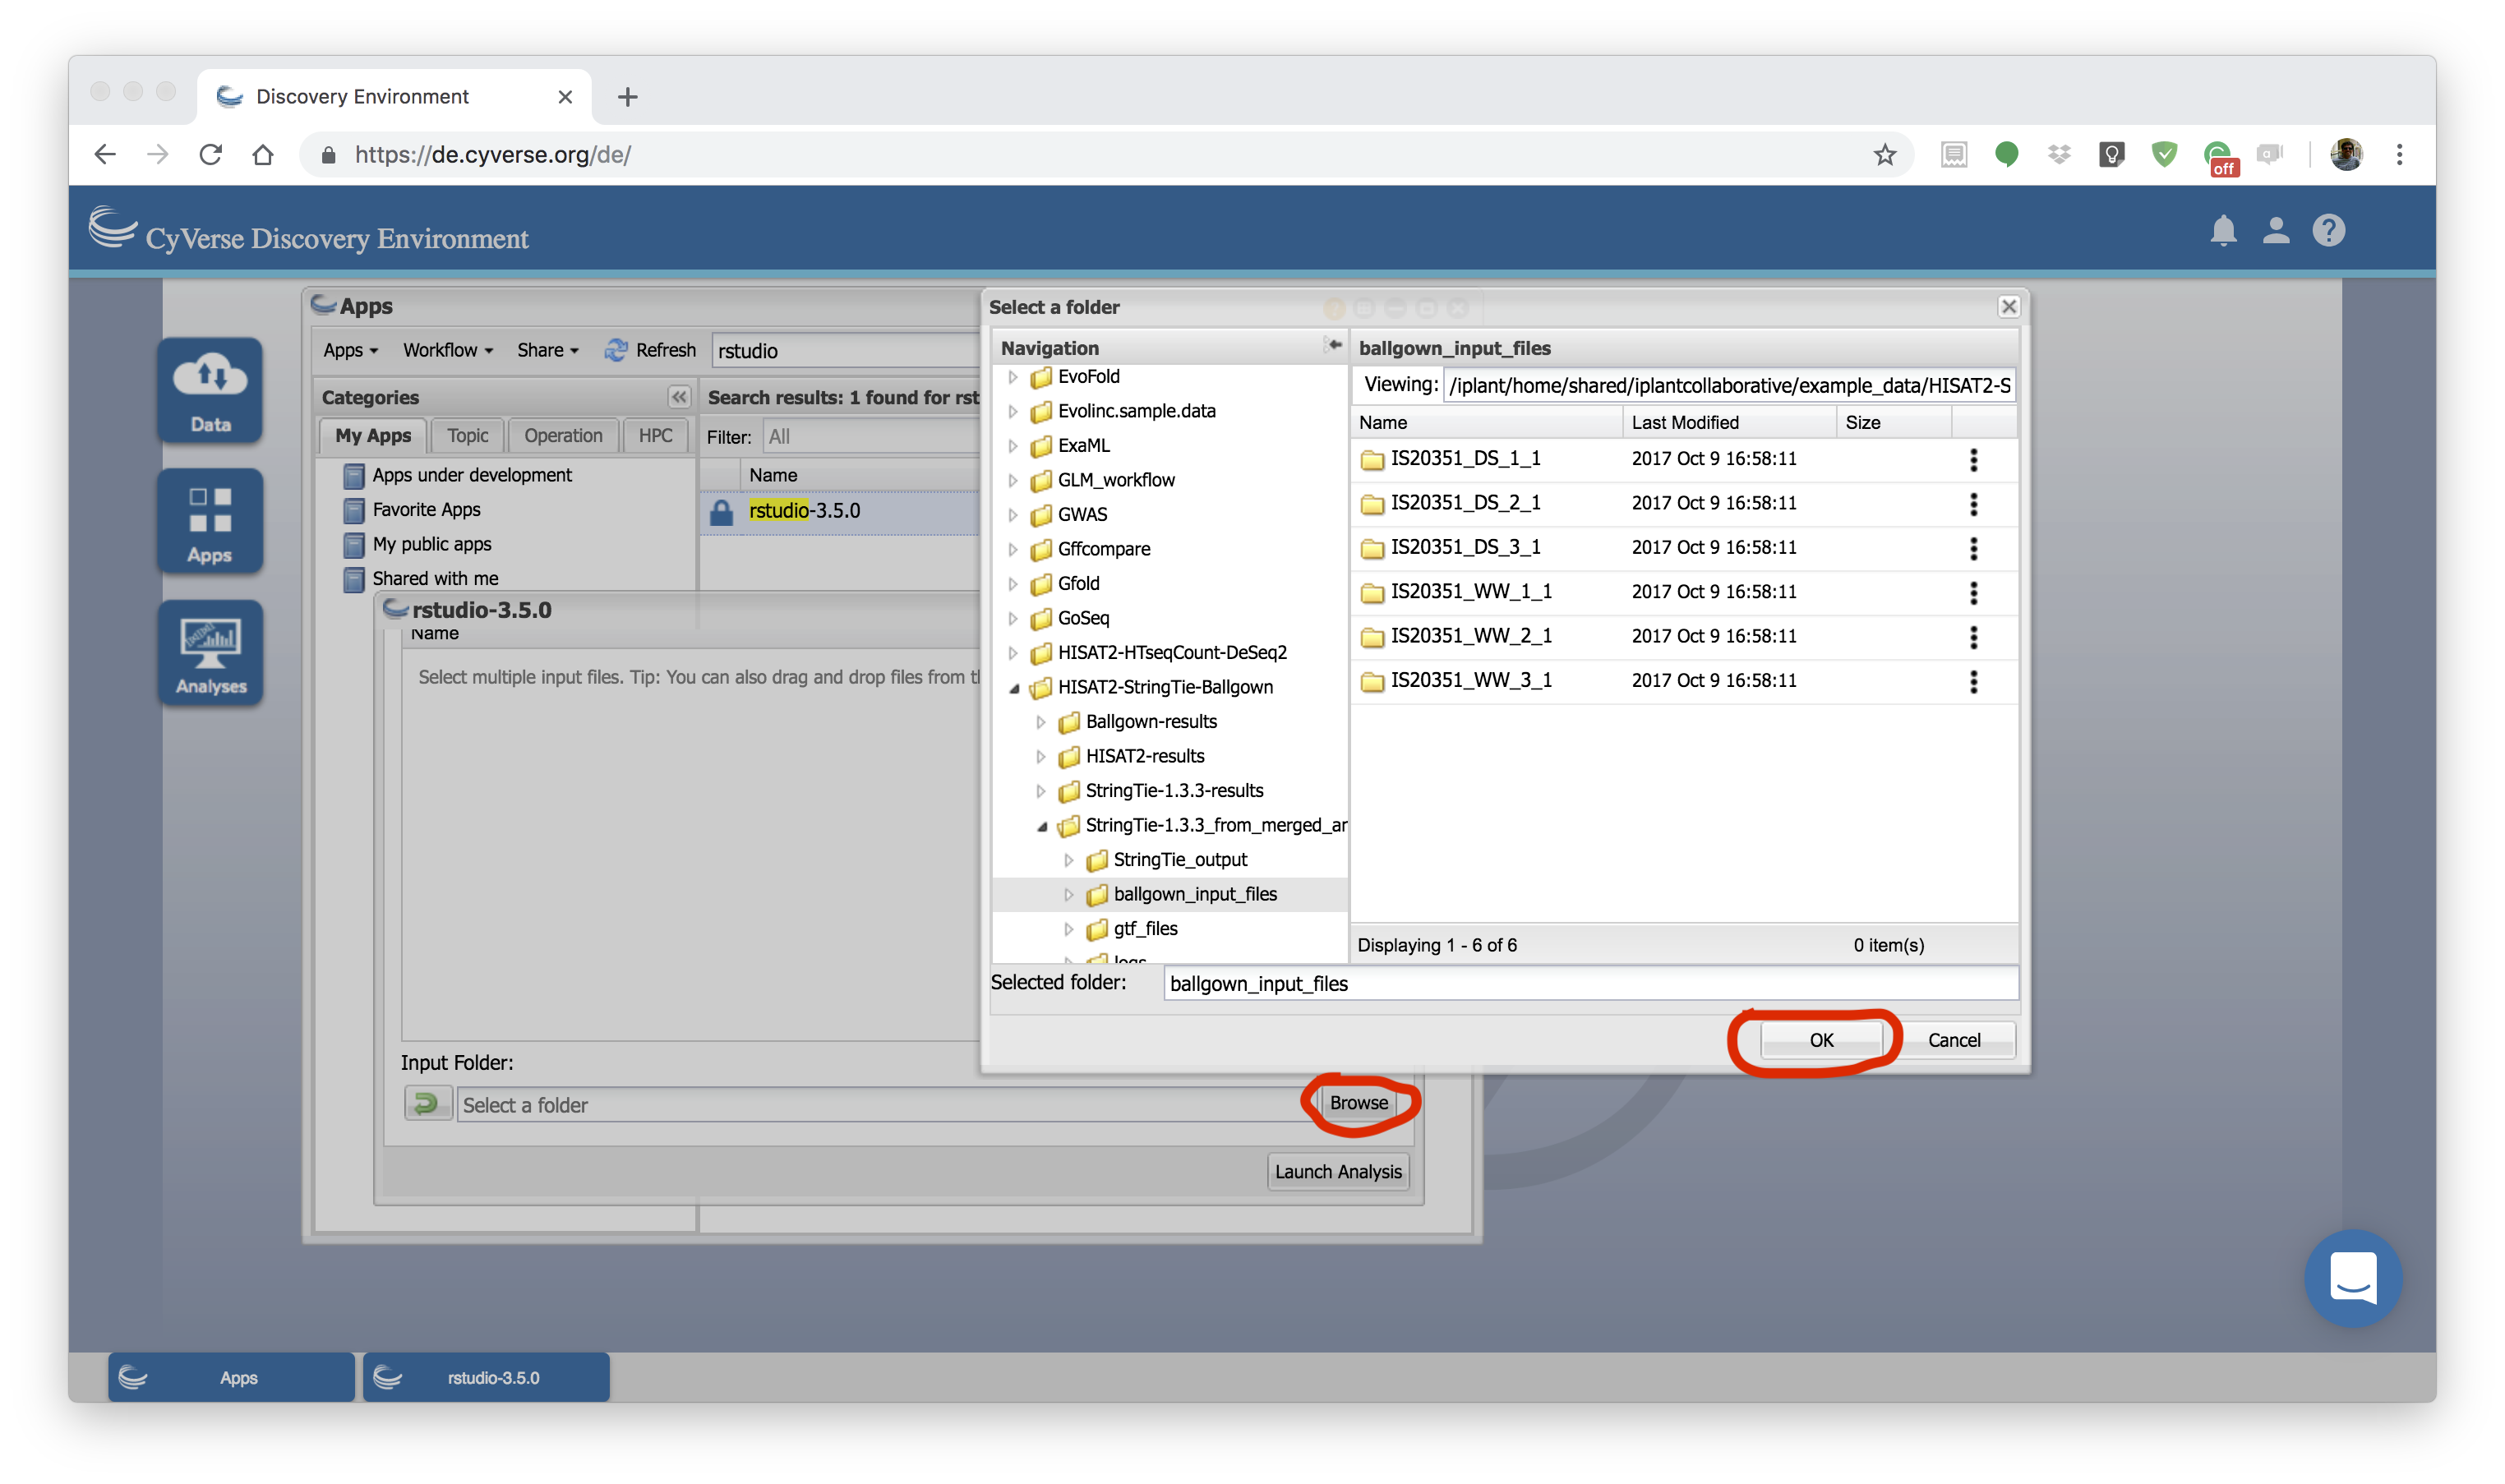 Discovery Environment
https://de.cyverse.org/de/
off
CyVerse Discovery Environment
Data
Apps
Analyses
Apps
Apps Workflow Share Refresh rstudio
Categories
My Apps Topic Operation HPC
Apps under development
Favorite Apps
My public apps
Shared with me
Search results: 1 found for rst
Filter: All
Name
rstudio-3.5.0
rstudio-3.5.0
Name
Select multiple input files. Tip: You can also drag and drop files from t
Input Folder:
Select a folder
Browse
Launch Analysis
Select a folder
Navigation
EvoFold
Evolinc.sample.data
ExaML
GLM_workflow
GWAS
Gffcompare
Gfold
GoSeq
HISAT2-HTseqCount-DeSeq2
HISAT2-StringTie-Ballgown
Ballgown-results
HISAT2-results
StringTie-1.3.3-results
StringTie-1.3.3_from_merged_ar
StringTie_output
ballgown_input_files
gtf_files
logs
ballgown_input_files
Viewing: /iplant/home/shared/iplantcollaborative/example_data/HISAT2-S
Name Last Modified Size
IS20351_DS_1_1 2017 Oct 9 16:58:11
IS20351_DS_2_1 2017 Oct 9 16:58:11
IS20351_DS_3_1 2017 Oct 9 16:58:11
IS20351_WW_1_1 2017 Oct 9 16:58:11
IS20351_WW_2_1 2017 Oct 9 16:58:11
IS20351_WW_3_1 2017 Oct 9 16:58:11
Displaying 1 - 6 of 6 0 item(s)
Selected folder: ballgown_input_files
OK Cancel
Apps
rstudio-3.5.0